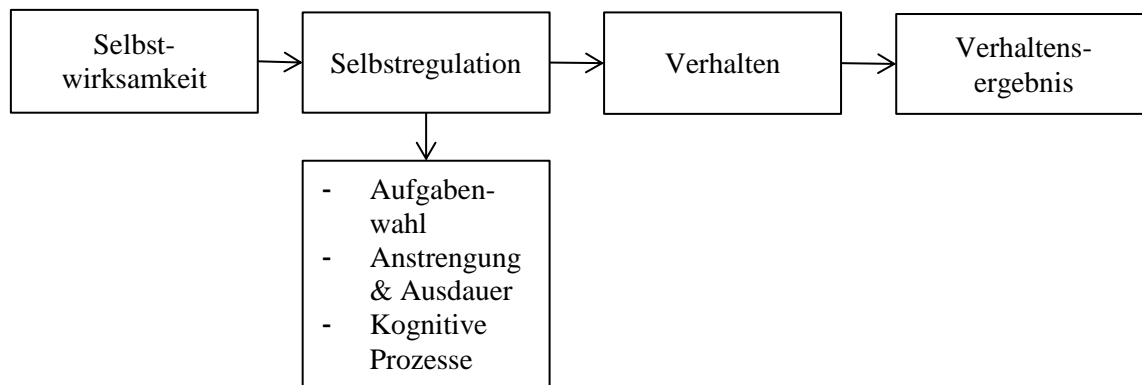 Selbst-
wirksamkeit
Selbstregulation
Verhalten
Verhaltens-
ergebnis
- Aufgaben-
wahl
- Anstrengung
& Ausdauer
- Kognitive
Prozesse